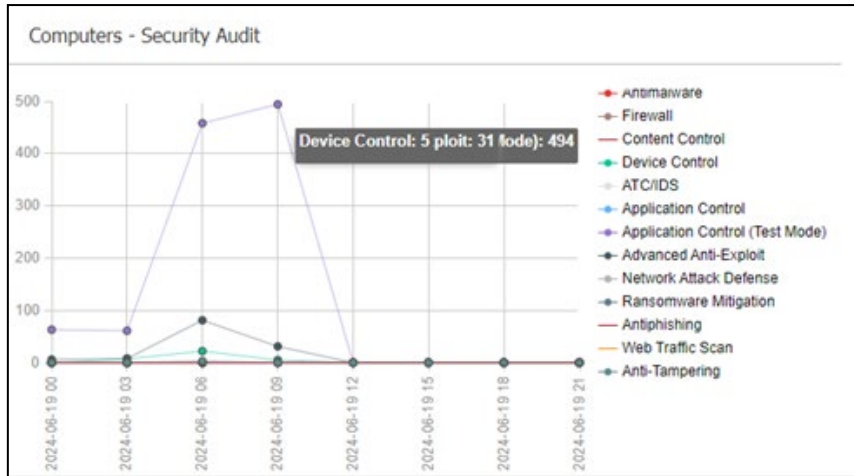 Computers - Security Audit
500
400
300
200
100
0
Device Control: 5 ploit: 31 Mode): 494
2024-06-19 00
2024-06-19 03
2024-06-19 06
2024-06-19 09
2024-06-19 12
2024-06-19 15
2024-06-19 18
2024-06-19 21
Antimalware
Firewall
Content Control
Device Control
ATC/IDS
Application Control
Application Control (Test Mode)
Advanced Anti-Exploit
Network Attack Defense
Ransomware Mitigation
Antiphishing
Web Traffic Scan
Anti-Tampering